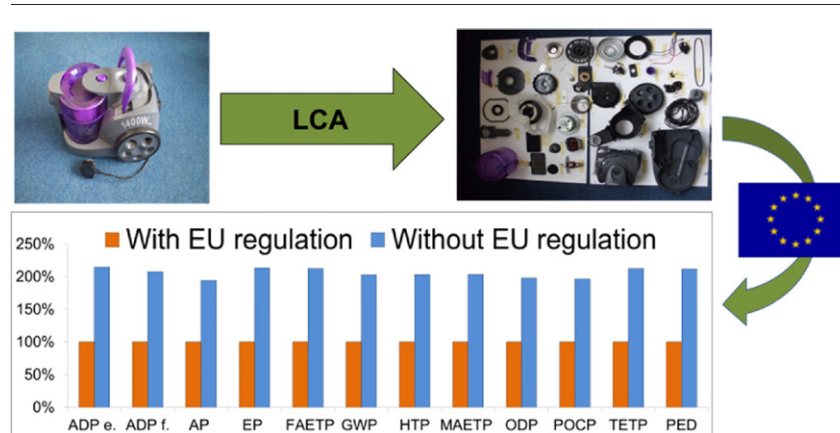 1400W
LCA
With EU regulation Without EU regulation
250%
200%
150%
100%
50%
0%
ADP e. ADP f. AP EP FAETP GWP HTP MAETP ODP POCP TETP PED